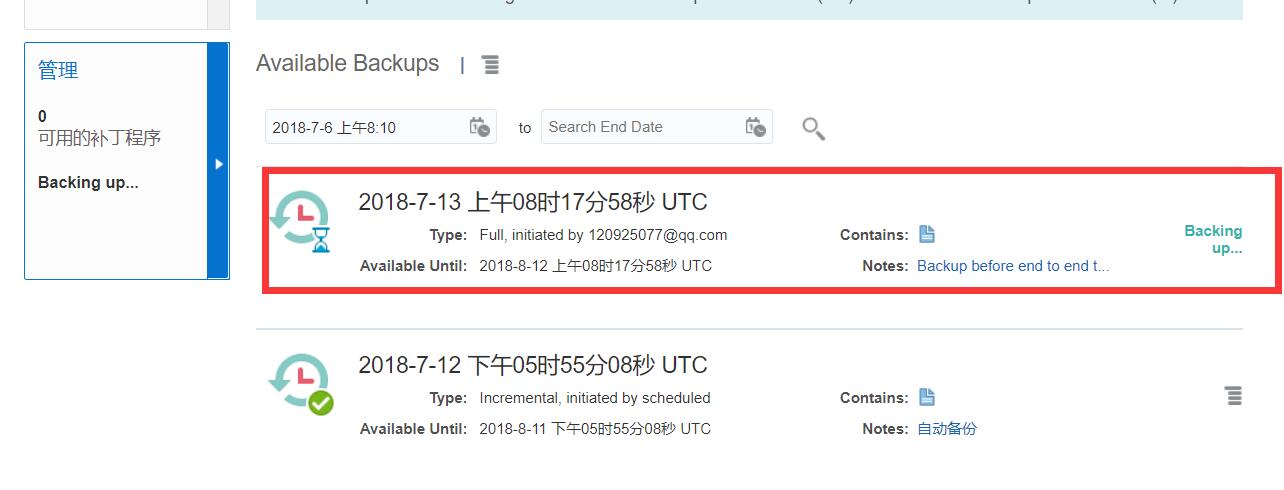 管理
0
可用的补丁程序
Backing up...
Available Backups |
2018-7-6 上午8:10 to Search End Date
2018-7-13 上午08时17分58秒 UTC
Type: Full, initiated by 120925077@qq.com Contains:
Available Until: 2018-8-12 上午08时17分58秒 UTC Notes: Backup before end to end t...
Backing
up...
2018-7-12 下午05时55分08秒 UTC
Type: Incremental, initiated by scheduled Contains:
Available Until: 2018-8-11 下午05时55分08秒 UTC Notes: 自动备份